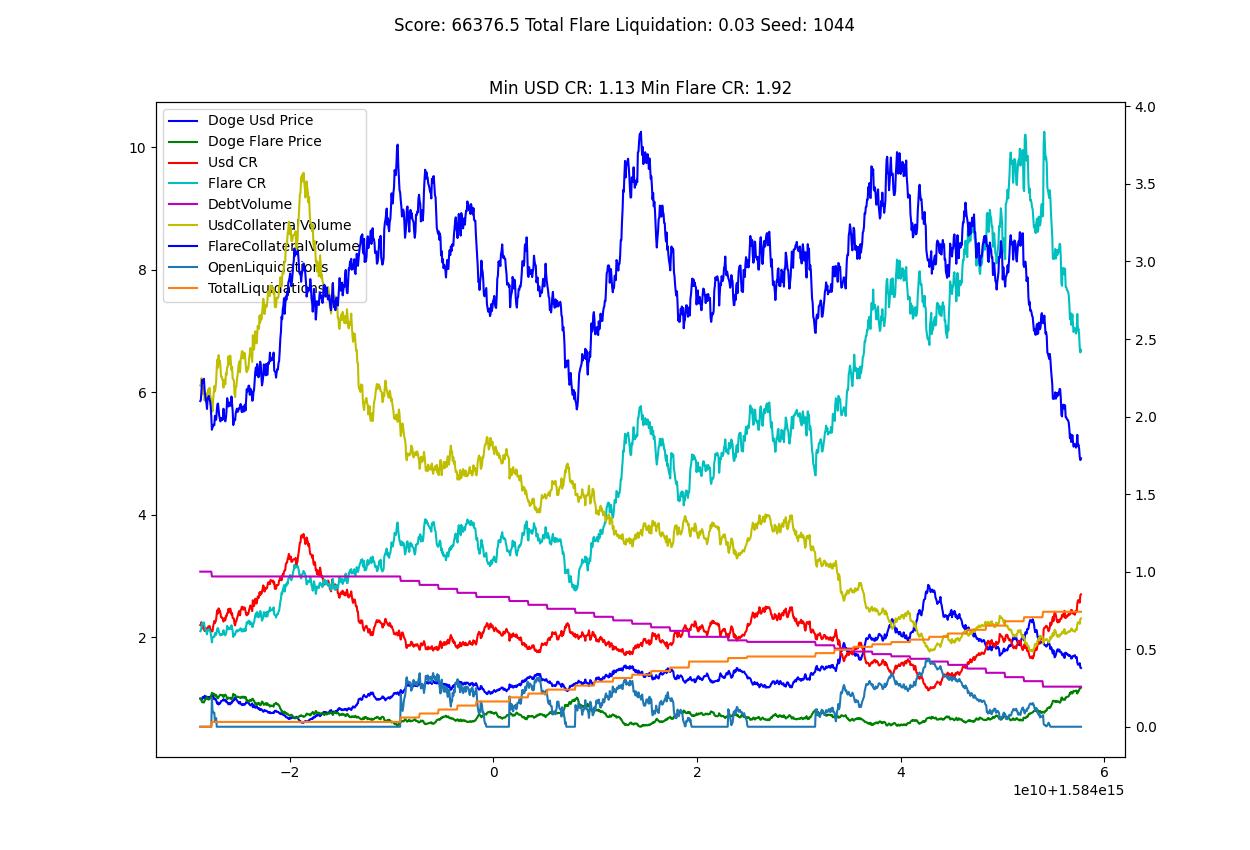 Score: 66376.5 Total Flare Liquidation: 0.03 Seed: 1044
Min USD CR: 1.13 Min Flare CR: 1.92
Doge Usd Price
Doge Flare Price
Usd CR
Flare CR
DebtVolume
UsdCollateralVolume
FlareCollateralVolume
OpenLiquidations
TotalLiquidations
10
8
6
4
2
4.0
3.5
3.0
2.5
2.0
1.5
1.0
0.5
0.0
−2
0
2
4
6
1e10+1.584e15